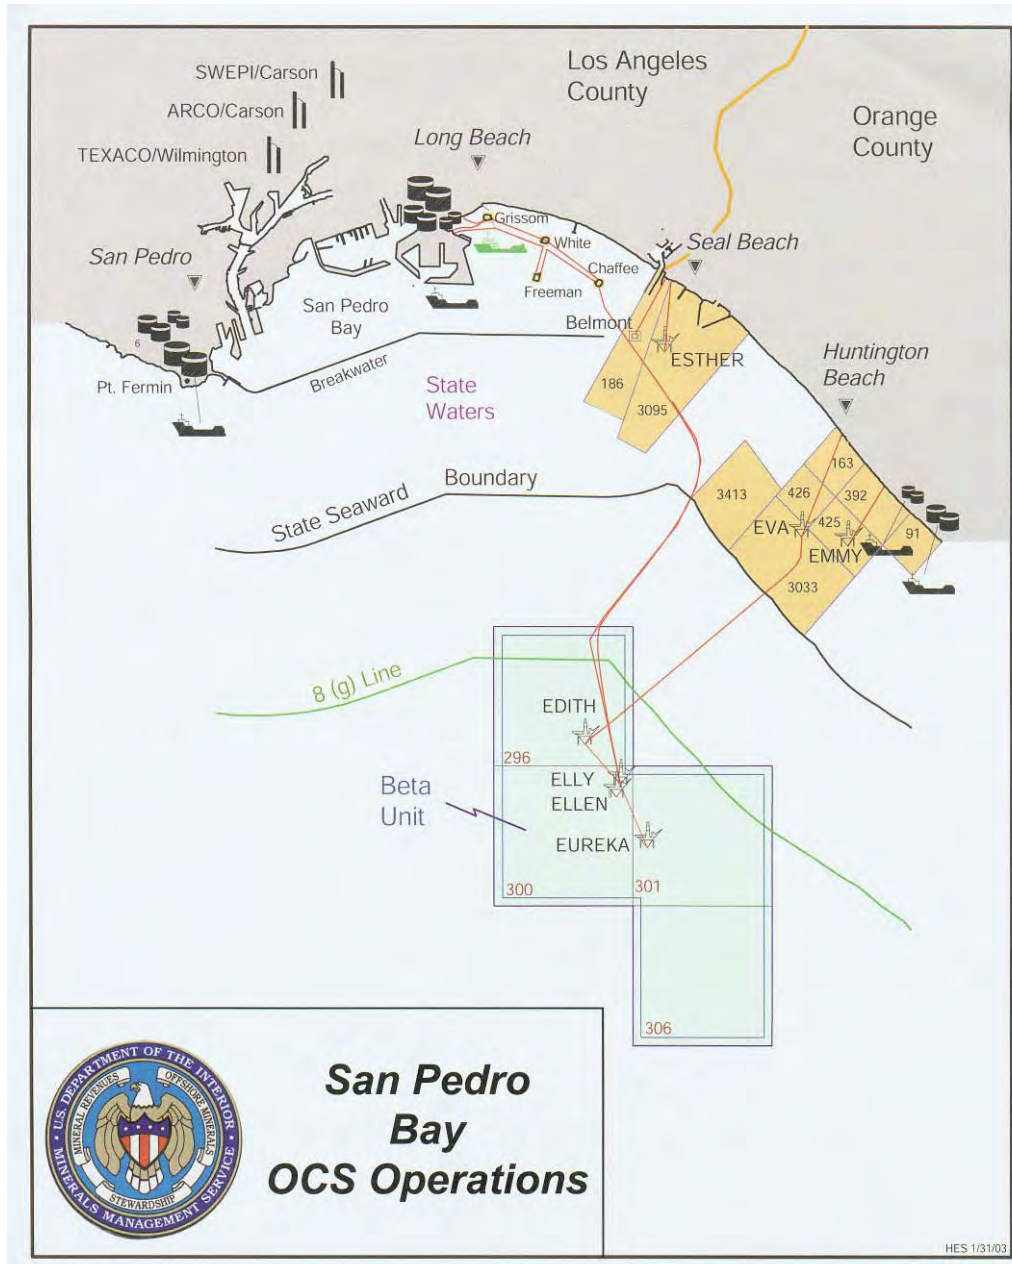 SWEPI/Carson
ARCO/Carson
TEXACO/Wilmington
Los Angeles
County
Orange
County
Long Beach
San Pedro
Grissom
White
Freeman
Chaffee
Seal Beach
San Pedro
Bay
Belmont
6
Pt. Fermin
Breakwater
State
Waters
ESTHER
186
3095
Huntington
Beach
State Seaward
Boundary
3413
163
426
392
EVA
425
91
EMMY
3033
8 (g) Line
EDITH
296
Beta
Unit
ELLY
ELLEN
EUREKA
300
301
306
U.S. DEPARTMENT OF THE INTERIOR
MINERALS MANAGEMENT SERVICE
MINERAL REVENUES
OFFSHORE MINERALS
STEWARDSHIP
San Pedro
Bay
OCS Operations
HES 1/31/03